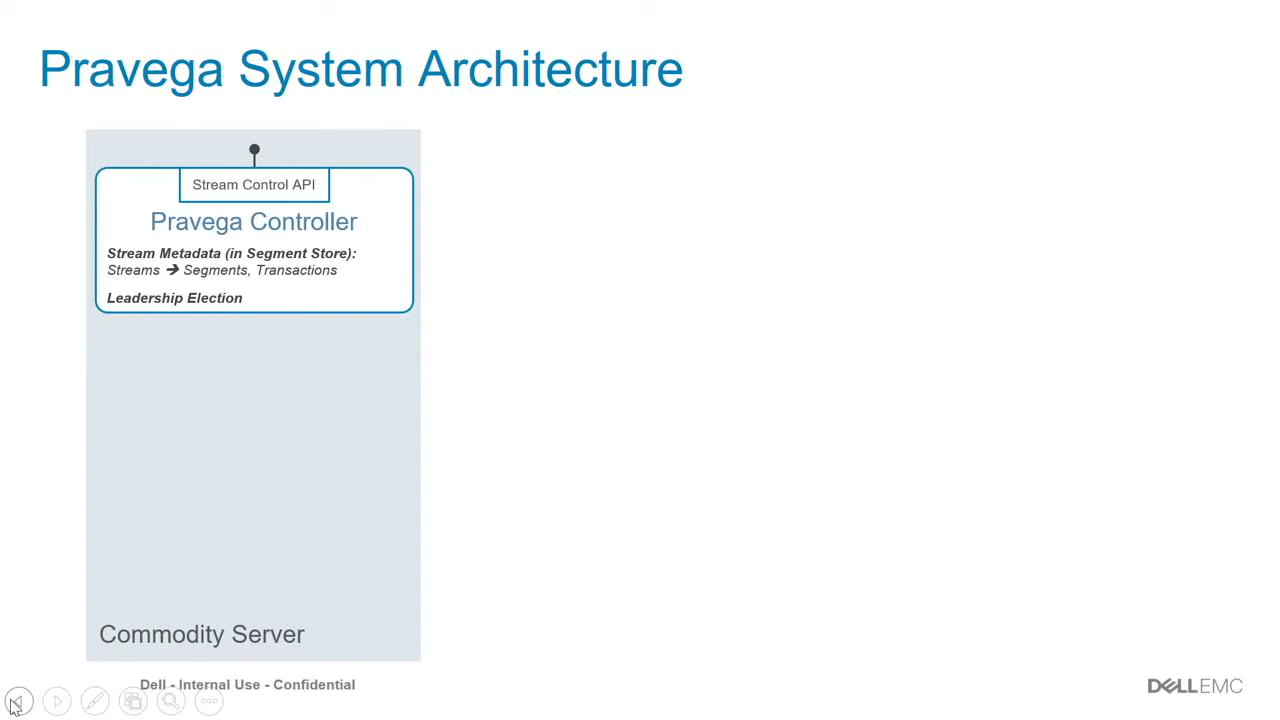 Pravega System Architecture
Stream Control API
Pravega Controller
Stream Metadata (in Segment Store):
Streams ➔ Segments, Transactions
Leadership Election
Commodity Server
Dell - Internal Use - Confidential
DELLEMC